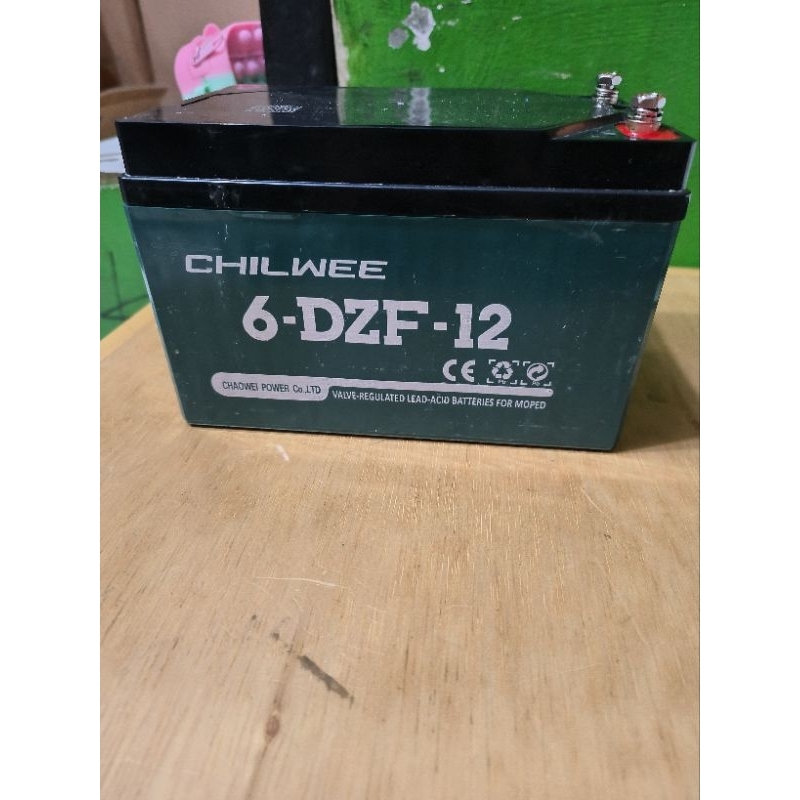 CHILWEE
6-DZF-12
CE
CHAOWEI POWER Co.,LTD
VALVE-REGULATED LEAD-ACID BATTERIES FOR MOPED